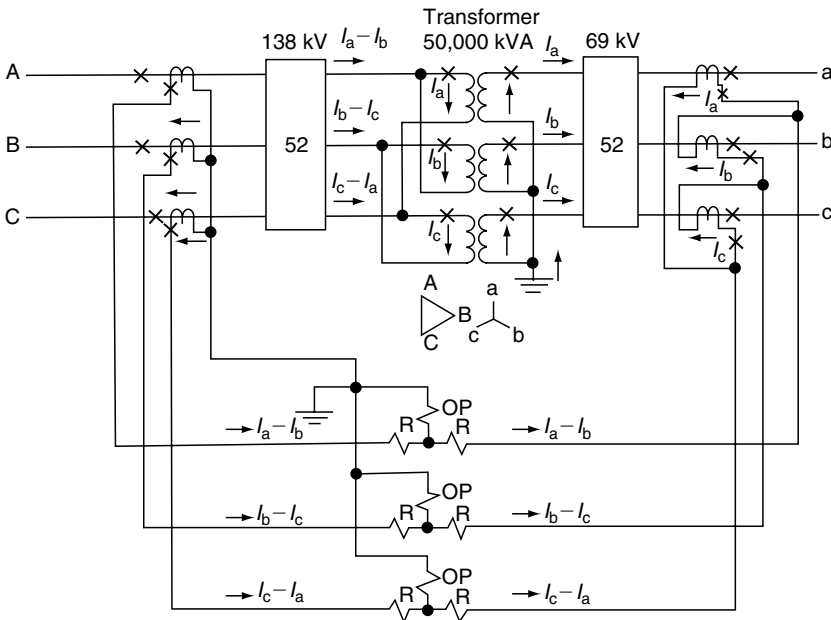 Transformer
138 kV Ia−Ib 50,000 kVA Ia 69 kV
A a
Ia Ia
B Ib−Ic Ib b
52 Ib 52 Ib
Ic−Ia Ic
C c
Ic Ic
A a
B
C c b
OP
Ia−Ib R R Ia−Ib
OP
Ib−Ic R R Ib−Ic
OP
Ic−Ia R R Ic−Ia